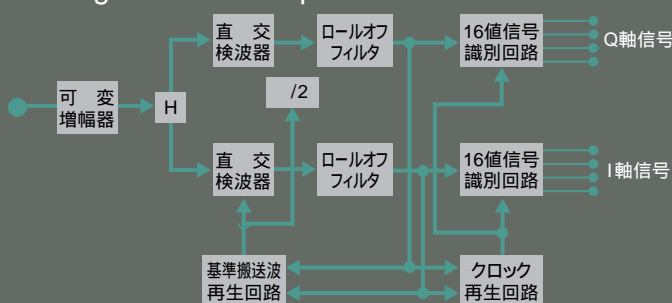 直 交
検波器
ロールオフ
フィルタ
16値信号
識別回路
Q軸信号
可 変
増幅器
H
/2
直 交
検波器
ロールオフ
フィルタ
16値信号
識別回路
I軸信号
基準搬送波
再生回路
クロック
再生回路